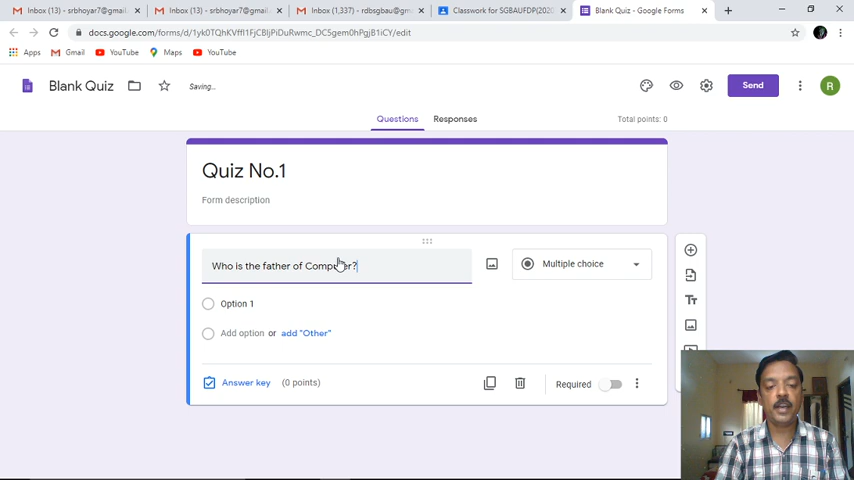 Inbox (13) - srbhoyar7@gmail. Inbox (13) - srbhoyar7@gmail. Inbox (1,337) - rdbsgbau@gm Classwork for SGBAUFDP(2020 Blank Quiz - Google Forms
docs.google.com/forms/d/1yk0TQhKVffI1FjCBljPiDuRwmc_DC5gem0hPgjB1iCY/edit
Apps Gmail YouTube Maps YouTube
Blank Quiz Saving... Send R
Questions Responses Total points: 0
Quiz No.1
Form description
Who is the father of Computer? Multiple choice
Option 1
Add option or add "Other"
Answer key (0 points) Required